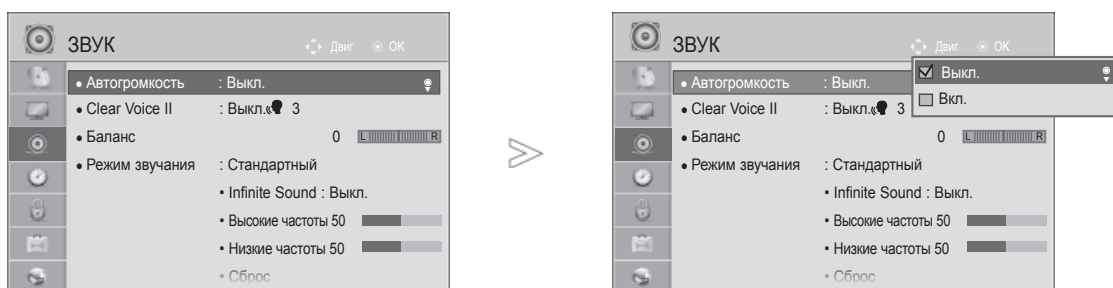 ЗВУК
Двиг ОК
• Автогромкость : Выкл.
• Clear Voice II : Выкл. 3
• Баланс 0 L R
• Режим звучания : Стандартный
• Infinite Sound : Выкл.
• Высокие частоты 50
• Низкие частоты 50
• Сброс
ЗВУК
Двиг ОК
• Автогромкость : Выкл.
• Clear Voice II : Выкл. 3
• Баланс 0 L R
• Режим звучания : Стандартный
• Infinite Sound : Выкл.
• Высокие частоты 50
• Низкие частоты 50
• Сброс
Выкл.
Вкл.